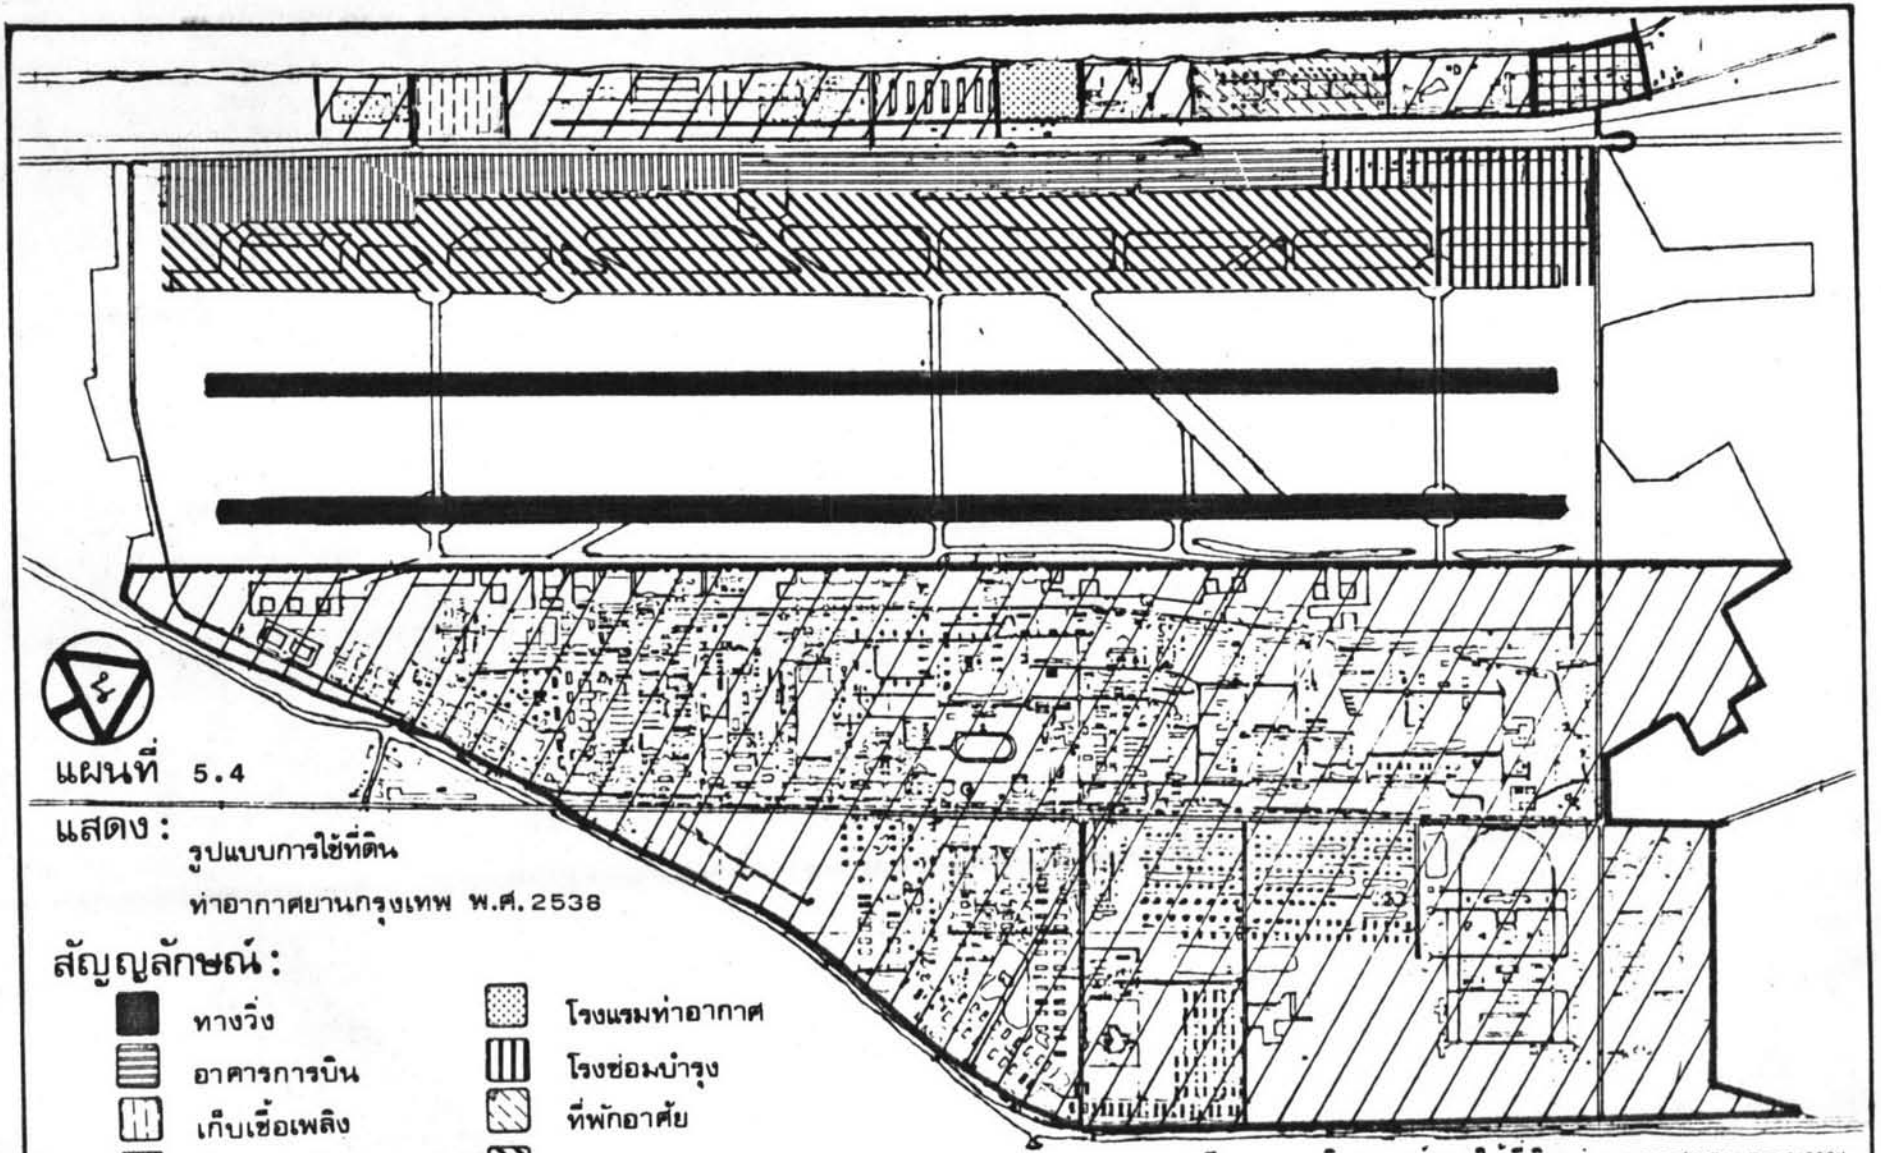 น
แผนที่ 5.4
แสดง :
รูปแบบการใช้ที่ดิน
ท่าอากาศยานกรุงเทพ พ.ศ. 2538
สัญญลักษณ์ :
ทางวิ่ง
อาคารการบิน
เก็บเชื้อเพลิง
โรงแรมท่าอากาศ
โรงซ่อมบำรุง
ที่พักอาศัย